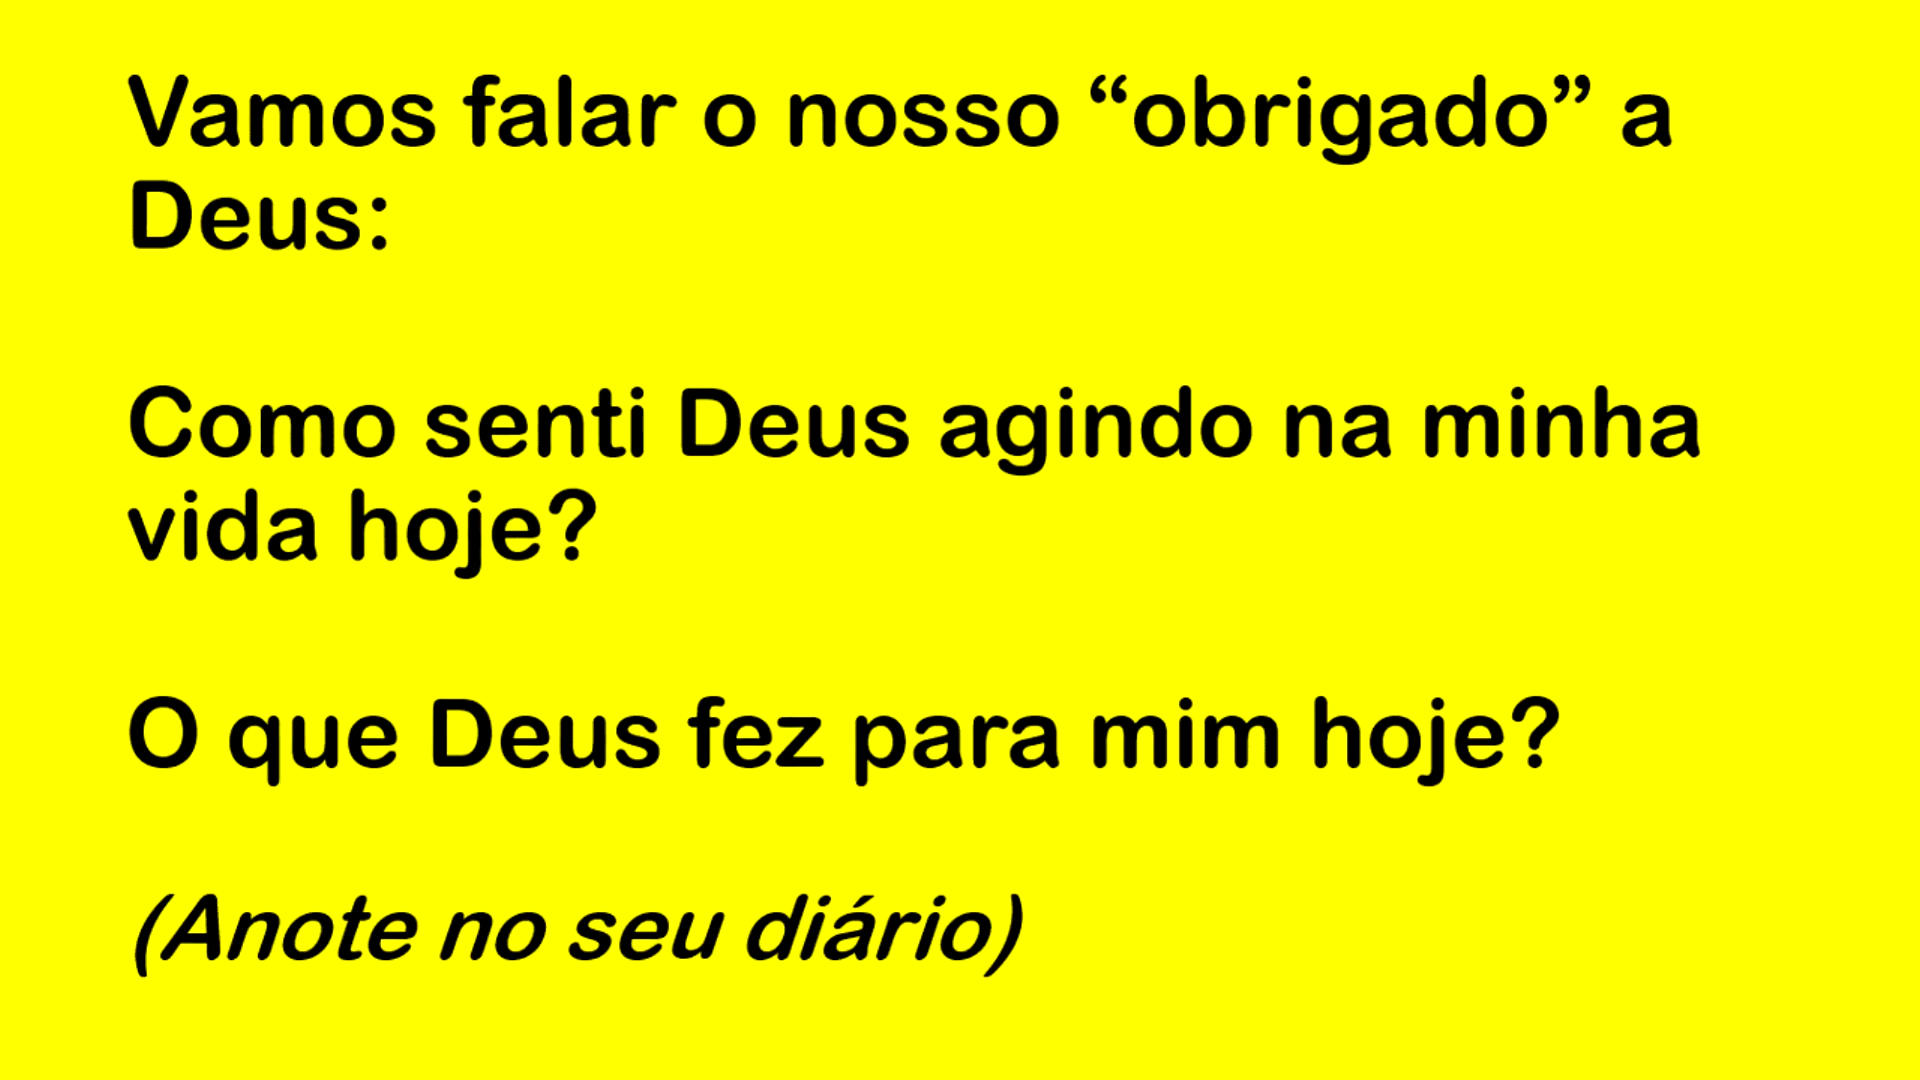 Vamos falar o nosso “obrigado” a
Deus:
Como senti Deus agindo na minha
vida hoje?
O que Deus fez para mim hoje?
(Anote no seu diário)